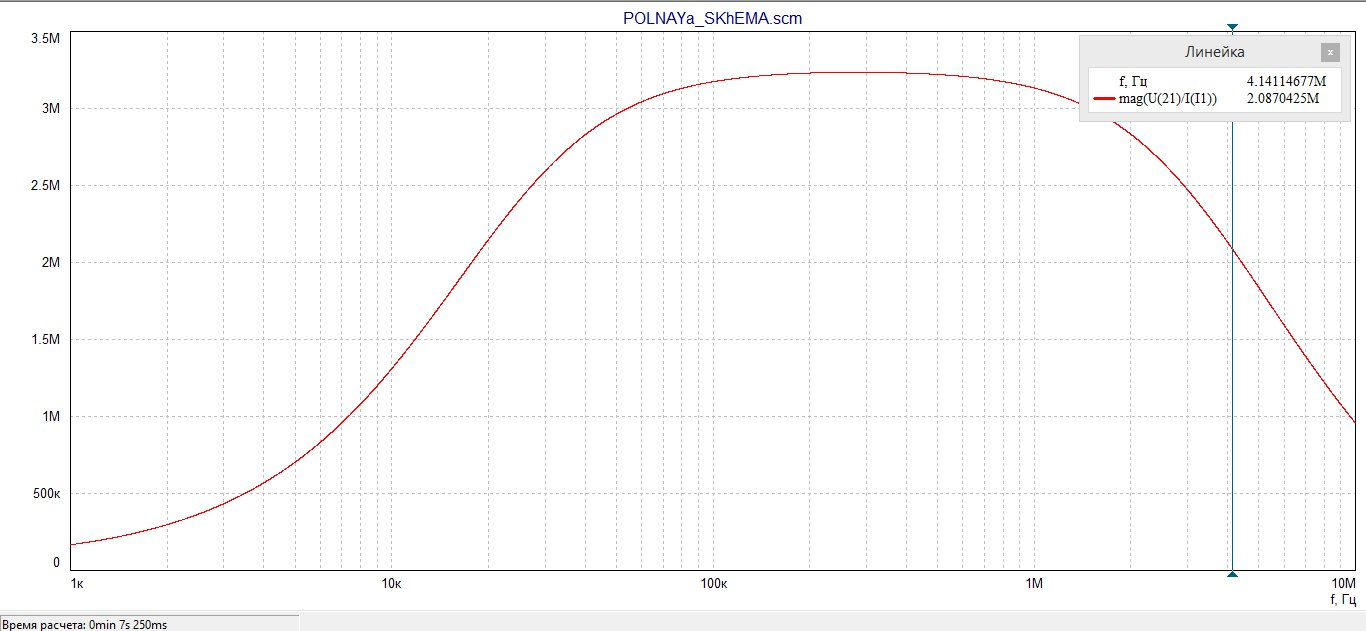 POLNAYa_SKhEMA.scm
3.5M
3M
2.5M
2M
1.5M
1M
500к
0
1к 10к 100к 1M 10M
f, Гц
Линейка x
f, Гц 4.14114677M
mag(U(21)/I(I1)) 2.0870425M
Время расчета: 0min 7s 250ms